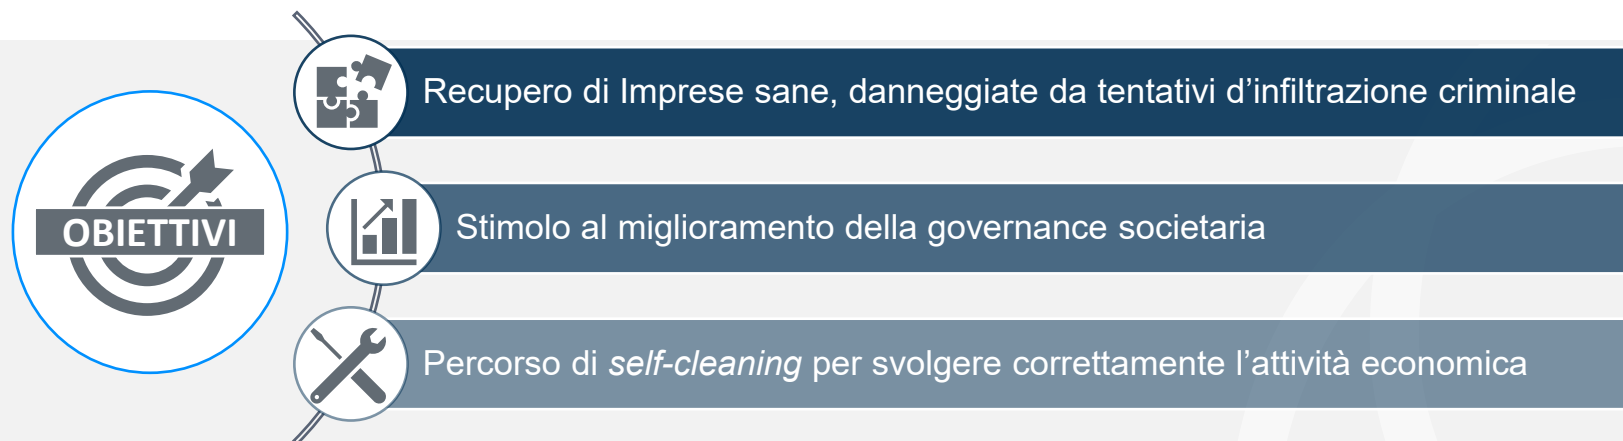 OBIETTIVI
Recupero di Imprese sane, danneggiate da tentativi d’infiltrazione criminale
Stimolo al miglioramento della governance societaria
Percorso di self-cleaning per svolgere correttamente l’attività economica